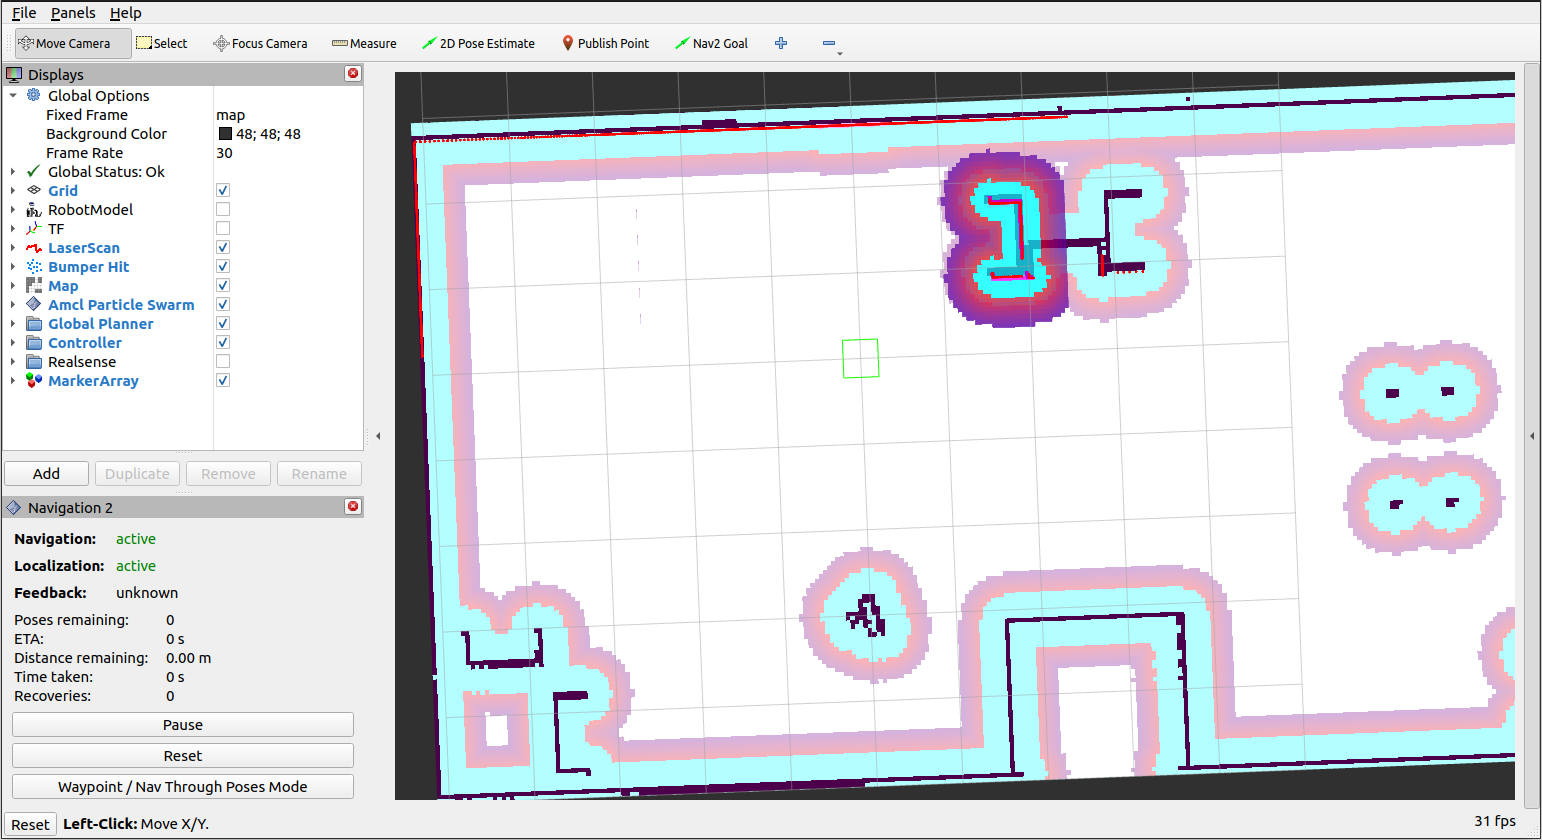 File Panels Help
Move Camera Select Focus Camera Measure 2D Pose Estimate Publish Point Nav2 Goal
Displays
Global Options
Fixed Frame map
Background Color 48; 48; 48
Frame Rate 30
Global Status: Ok
Grid
RobotModel
TF
LaserScan
Bumper Hit
Map
Amcl Particle Swarm
Global Planner
Controller
Realsense
MarkerArray
Add Duplicate Remove Rename
Navigation 2
Navigation: active
Localization: active
Feedback: unknown
Poses remaining: 0
ETA: 0 s
Distance remaining: 0.00 m
Time taken: 0 s
Recoveries: 0
Pause
Reset
Waypoint / Nav Through Poses Mode
Reset Left-Click: Move X/Y. 31 fps